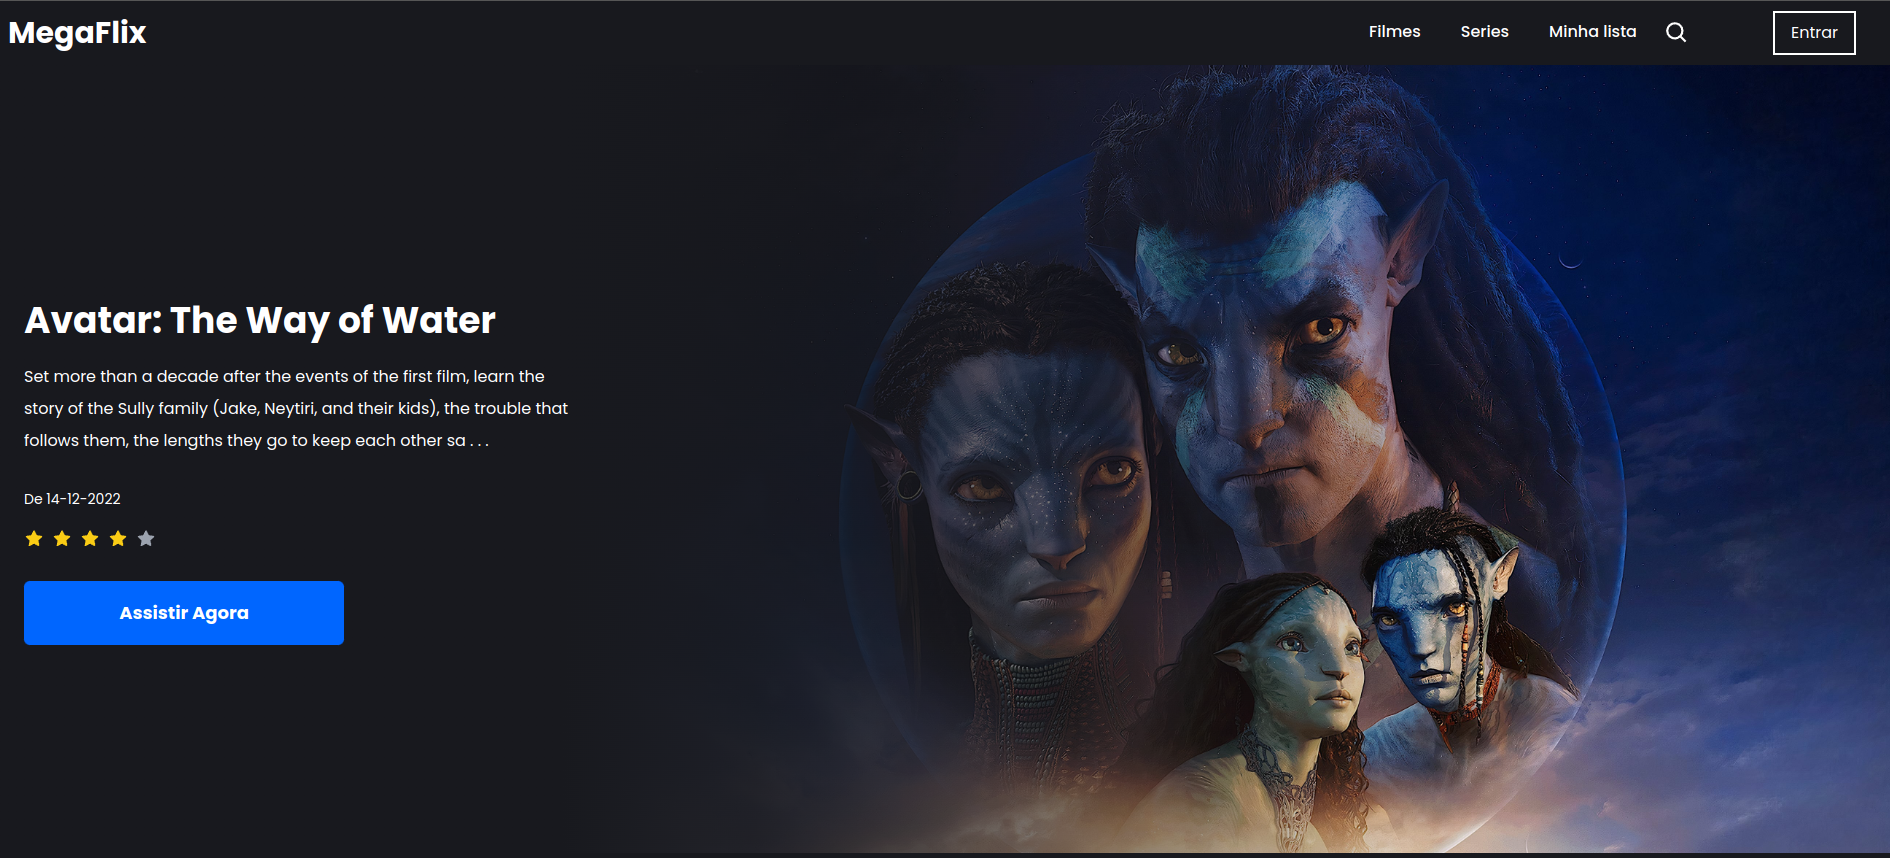 MegaFlix
Filmes
Series
Minha lista
Entrar
Avatar: The Way of Water
Set more than a decade after the events of the first film, learn the
story of the Sully family (Jake, Neytiri, and their kids), the trouble that
follows them, the lengths they go to keep each other sa . . .
De 14-12-2022
Assistir Agora